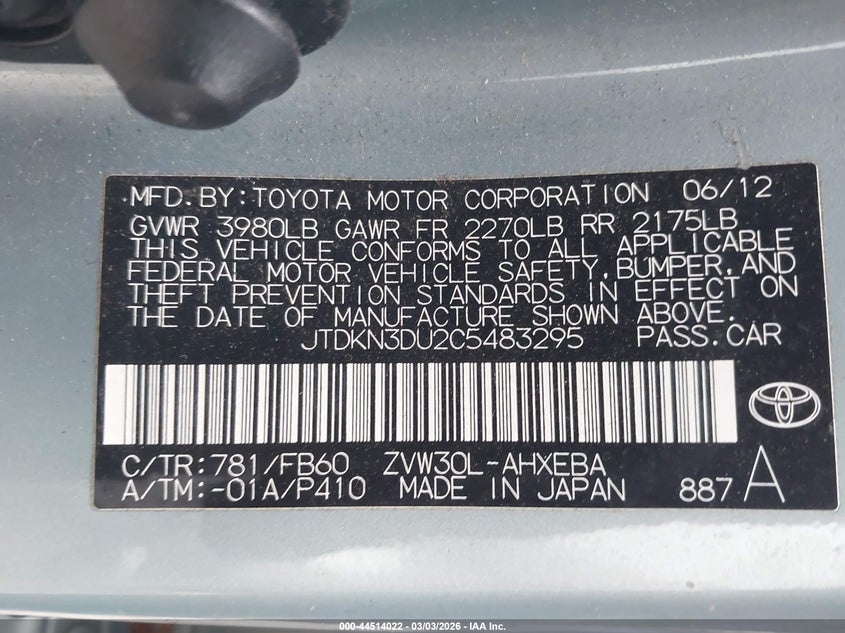 MFD. BY: TOYOTA MOTOR CORPORATION 06/12
GVWR 3980LB GAWR FR 2270LB RR 2175LB
THIS VEHICLE CONFORMS TO ALL APPLICABLE
FEDERAL MOTOR VEHICLE SAFETY, BUMPER, AND
THEFT PREVENTION STANDARDS IN EFFECT ON
THE DATE OF MANUFACTURE SHOWN ABOVE.
JTDKN3DU2C5483295 PASS. CAR
C/TR: 781/FB60 ZVW30L-AHXEBA
A/TM: -01A/P410 MADE IN JAPAN 887 A
000-44514022 - 03/03/2026 - IAA Inc.